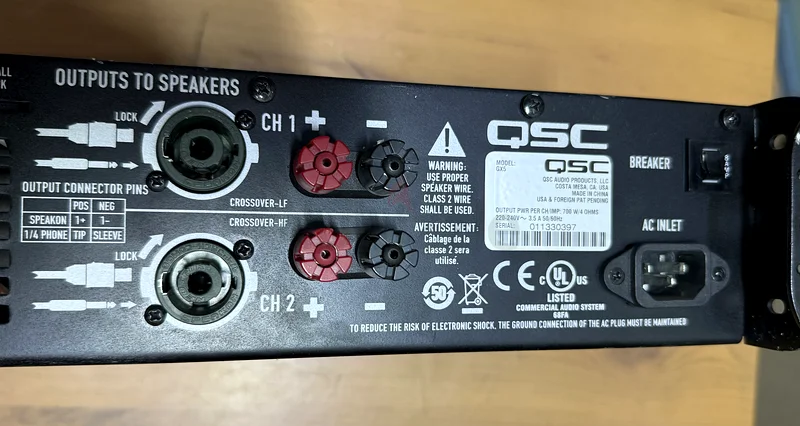 ALL
OUTPUTS TO SPEAKERS
LOCK
CH 1 + −
OUTPUT CONNECTOR PINS
CROSSOVER-LF
POS NEG
SPEAKON 1+ 1−
1/4 PHONE TIP SLEEVE
CROSSOVER-HF
LOCK
CH 2 + −
WARNING:
USE PROPER
SPEAKER WIRE.
CLASS 2 WIRE
SHALL BE USED.
AVERTISSEMENT:
Câblage de la
classe 2 sera
utilisé.
50
QSC
MODEL: QSC
GX5
QSC AUDIO PRODUCTS, LLC
COSTA MESA, CA. USA
MADE IN CHINA
USA & FOREIGN PAT PENDING
OUTPUT PWR PER CH/IMP: 700 W/4 OHMS
220-240V~ 3.5 A 50/60Hz
SERIAL: 011330397
CE
c UL US
LISTED
COMMERCIAL AUDIO SYSTEM
68FA
BREAKER
AC INLET
TO REDUCE THE RISK OF ELECTRONIC SHOCK, THE GROUND CONNECTION OF THE AC PLUG MUST BE MAINTAINED